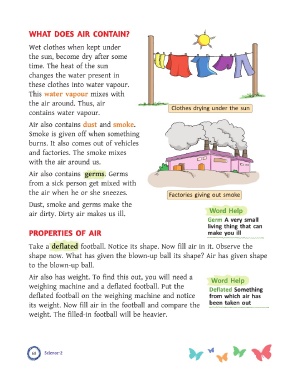 WHAT DOES AIR CONTAIN?
Wet clothes when kept under
the sun, become dry after some
time. The heat of the sun
changes the water present in
these clothes into water vapour.
This water vapour mixes with
the air around. Thus, air
contains water vapour.
Clothes drying under the sun
Air also contains dust and smoke.
Smoke is given off when something
burns. It also comes out of vehicles
and factories. The smoke mixes
with the air around us.
Air also contains germs. Germs
from a sick person get mixed with
the air when he or she sneezes.
Factories giving out smoke
Dust, smoke and germs make the
air dirty. Dirty air makes us ill.
Word Help
Germ A very small
living thing that can
make you ill
PROPERTIES OF AIR
Take a deflated football. Notice its shape. Now fill air in it. Observe the
shape now. What has given the blown-up ball its shape? Air has given shape
to the blown-up ball.
Air also has weight. To find this out, you will need a
weighing machine and a deflated football. Put the
deflated football on the weighing machine and notice
its weight. Now fill air in the football and compare the
weight. The filled-in football will be heavier.
Word Help
Deflated Something
from which air has
been taken out
Science-2